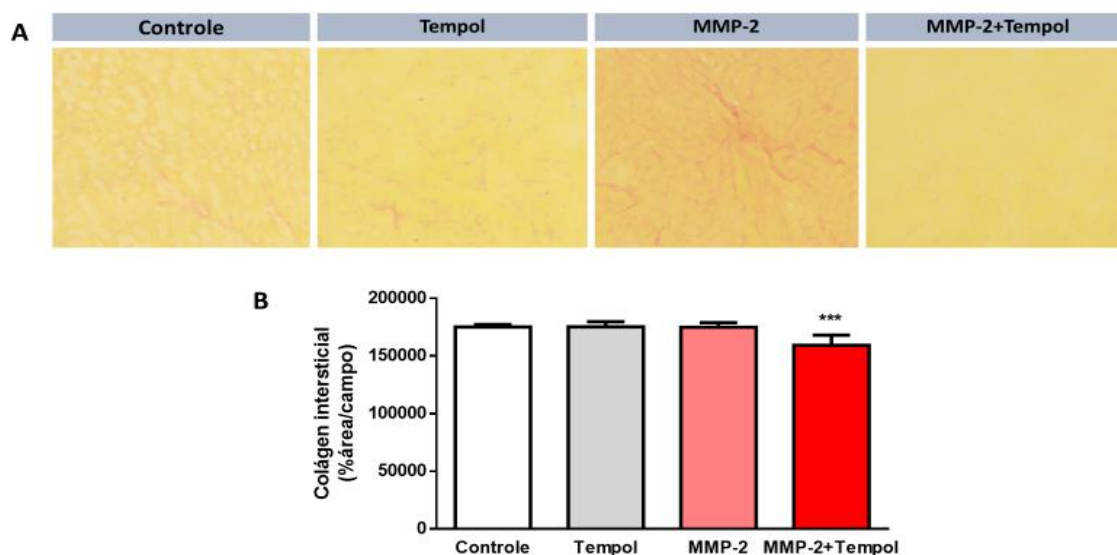 A
Controle
Tempol
MMP-2
MMP-2+Tempol
B
Colágen intersticial
(%área/campo)
200000
150000
100000
50000
0
***
Controle
Tempol
MMP-2
MMP-2+Tempol